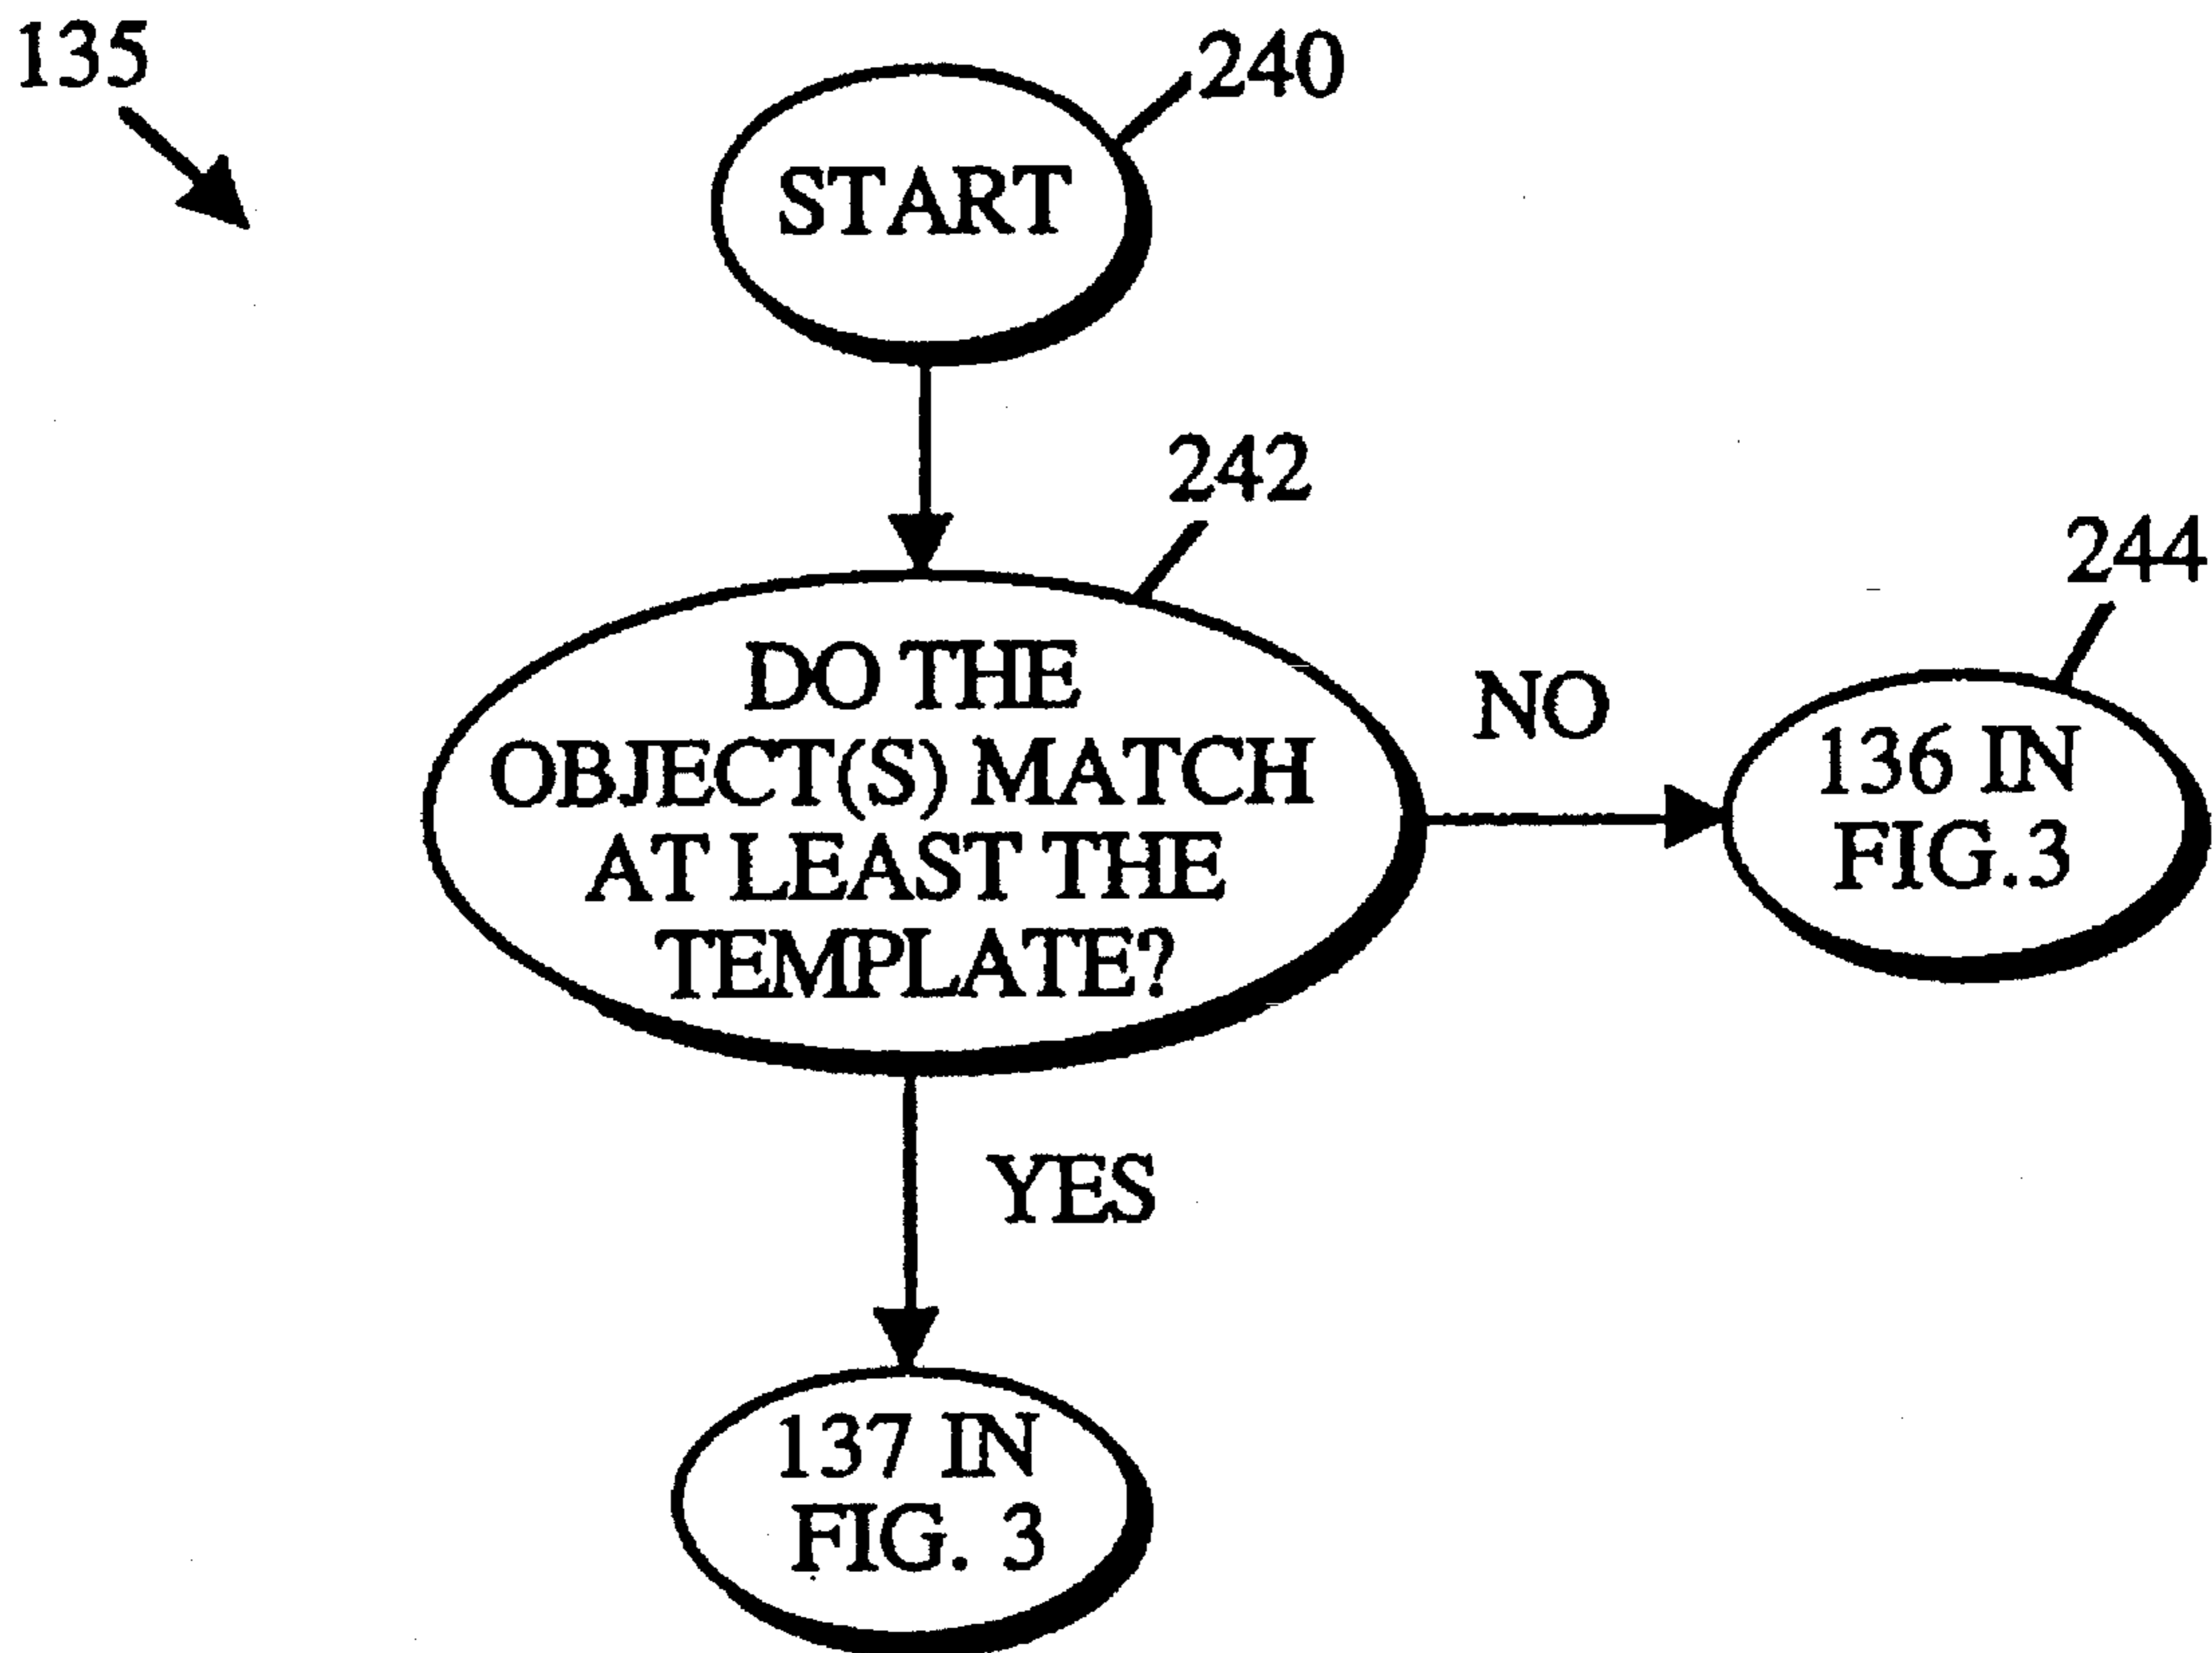 135
240
START
242
244
DO THE
OBJECT(S) MATCH
AT LEAST THE
TEMPLATE?
NO
136 IN
FIG.3
YES
137 IN
FIG. 3